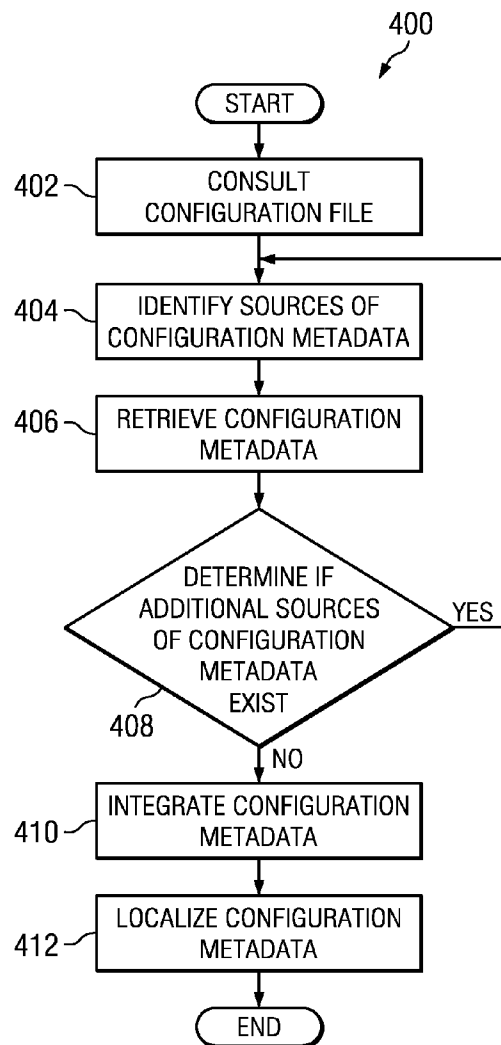 400
START
402
CONSULT
CONFIGURATION FILE
404
IDENTIFY SOURCES OF
CONFIGURATION METADATA
406
RETRIEVE CONFIGURATION
METADATA
DETERMINE IF
ADDITIONAL SOURCES
OF CONFIGURATION
METADATA
EXIST
YES
408
NO
410
INTEGRATE CONFIGURATION
METADATA
412
LOCALIZE CONFIGURATION
METADATA
END